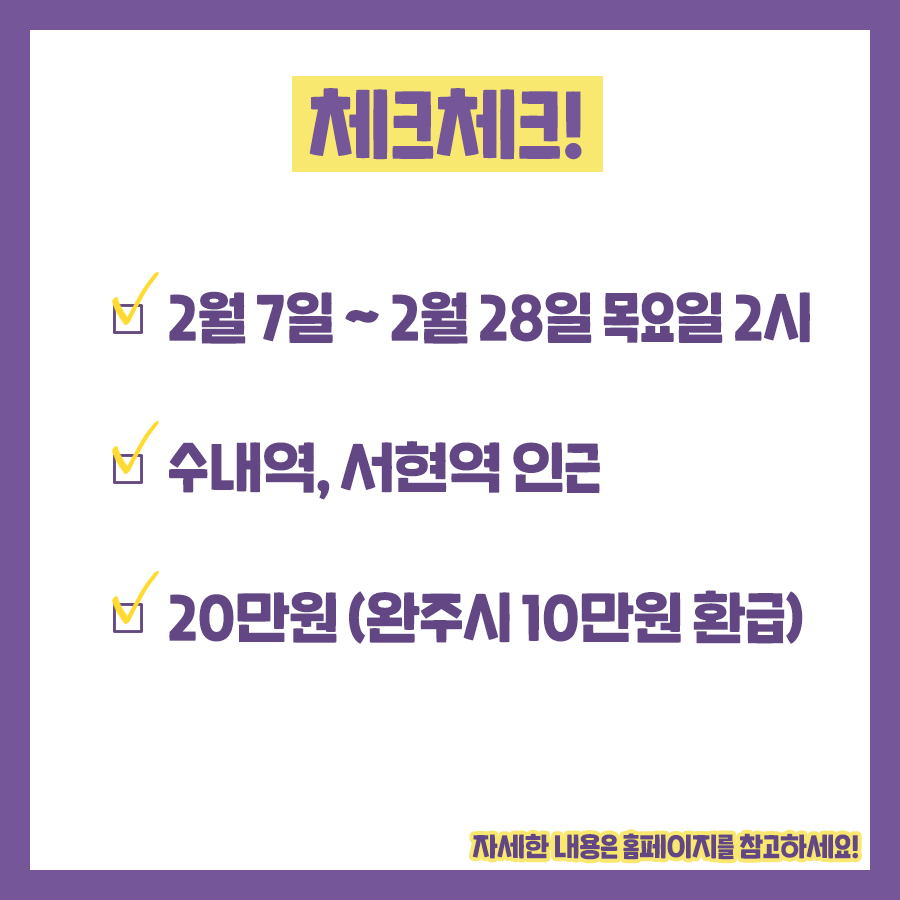 체크체크!
2월 7일 ~ 2월 28일 목요일 2시
수내역, 서현역 인근
20만원 (완주시 10만원 환급)
자세한 내용은 홈페이지를 참고하세요!